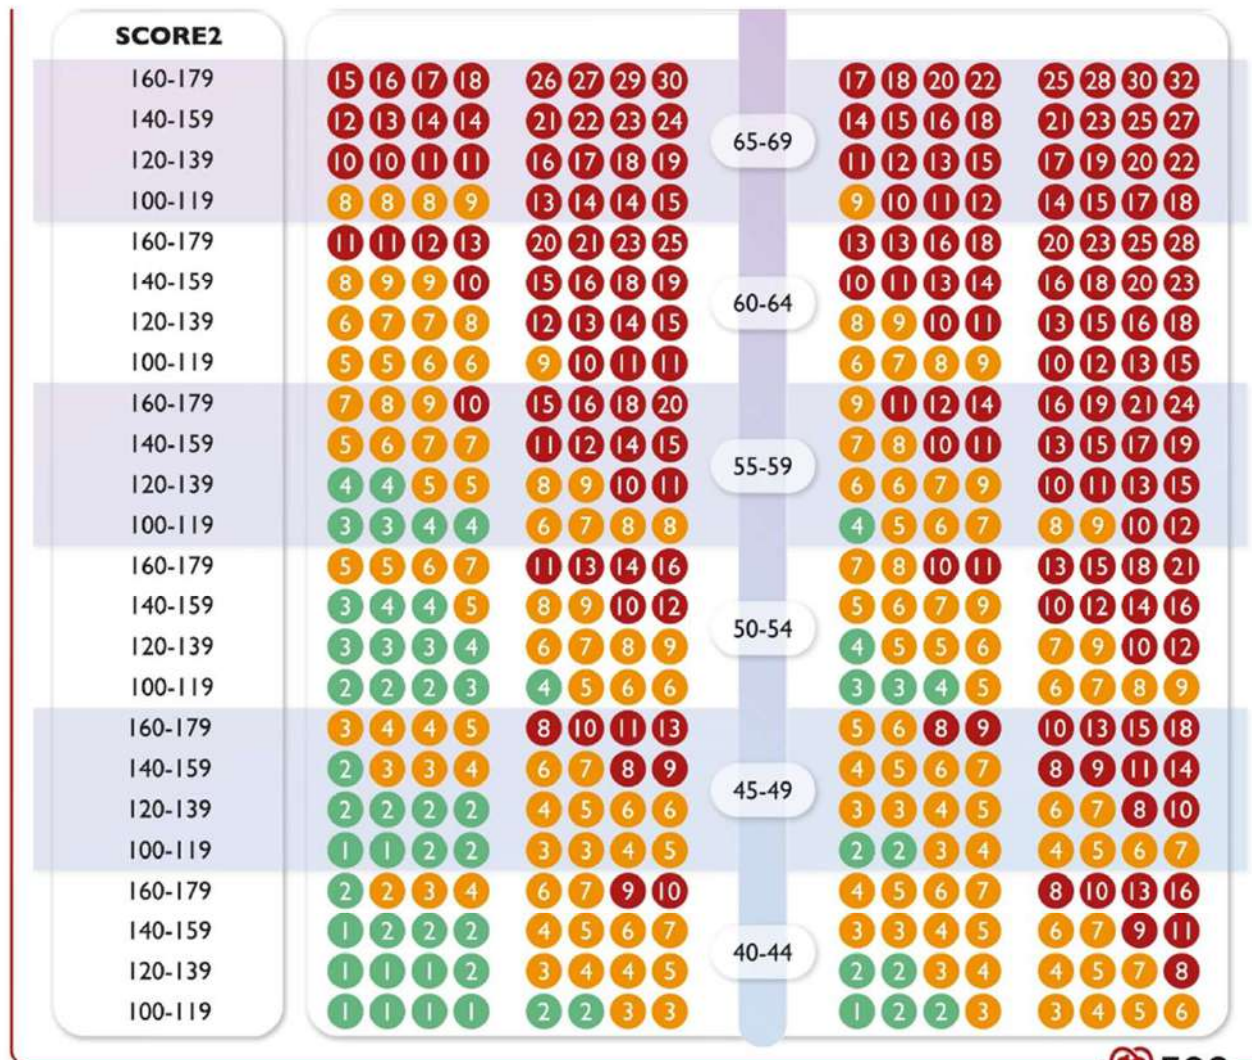 SCORE2
160-179 15 16 17 18 26 27 29 30 17 18 20 22 25 28 30 32
140-159 12 13 14 14 21 22 23 24 14 15 16 18 21 23 25 27
65-69
120-139 10 10 11 11 16 17 18 19 11 12 13 15 17 19 20 22
100-119 8 8 8 9 13 14 14 15 9 10 11 12 14 15 17 18
160-179 11 11 12 13 20 21 23 25 13 13 16 18 20 23 25 28
140-159 8 9 9 10 15 16 18 19 10 11 13 14 16 18 20 23
60-64
120-139 6 7 7 8 12 13 14 15 8 9 10 11 13 15 16 18
100-119 5 5 6 6 9 10 11 11 6 7 8 9 10 12 13 15
160-179 7 8 9 10 15 16 18 20 9 11 12 14 16 19 21 24
140-159 5 6 7 7 11 12 14 15 7 8 10 11 13 15 17 19
55-59
120-139 4 4 5 5 8 9 10 11 6 6 7 9 10 11 13 15
100-119 3 3 4 4 6 7 8 8 4 5 6 7 8 9 10 12
160-179 5 5 6 7 11 13 14 16 7 8 10 11 13 15 18 21
140-159 3 4 4 5 8 9 10 12 5 6 7 9 10 12 14 16
50-54
120-139 3 3 3 4 6 7 8 9 4 5 5 6 7 9 10 12
100-119 2 2 2 3 4 5 6 6 3 3 4 5 6 7 8 9
160-179 3 4 4 5 8 10 11 13 5 6 8 9 10 13 15 18
140-159 2 3 3 4 6 7 8 9 4 5 6 7 8 9 11 14
45-49
120-139 2 2 2 2 4 5 6 6 3 3 4 5 6 7 8 10
100-119 1 1 2 2 3 3 4 5 2 2 3 4 4 5 6 7
160-179 2 2 3 4 6 7 9 10 4 5 6 7 8 10 13 16
140-159 1 2 2 2 4 5 6 7 3 3 4 5 6 7 9 11
40-44
120-139 1 1 1 2 3 4 4 5 2 2 3 4 4 5 7 8
100-119 1 1 1 1 2 2 3 3 1 2 2 3 3 4 5 6